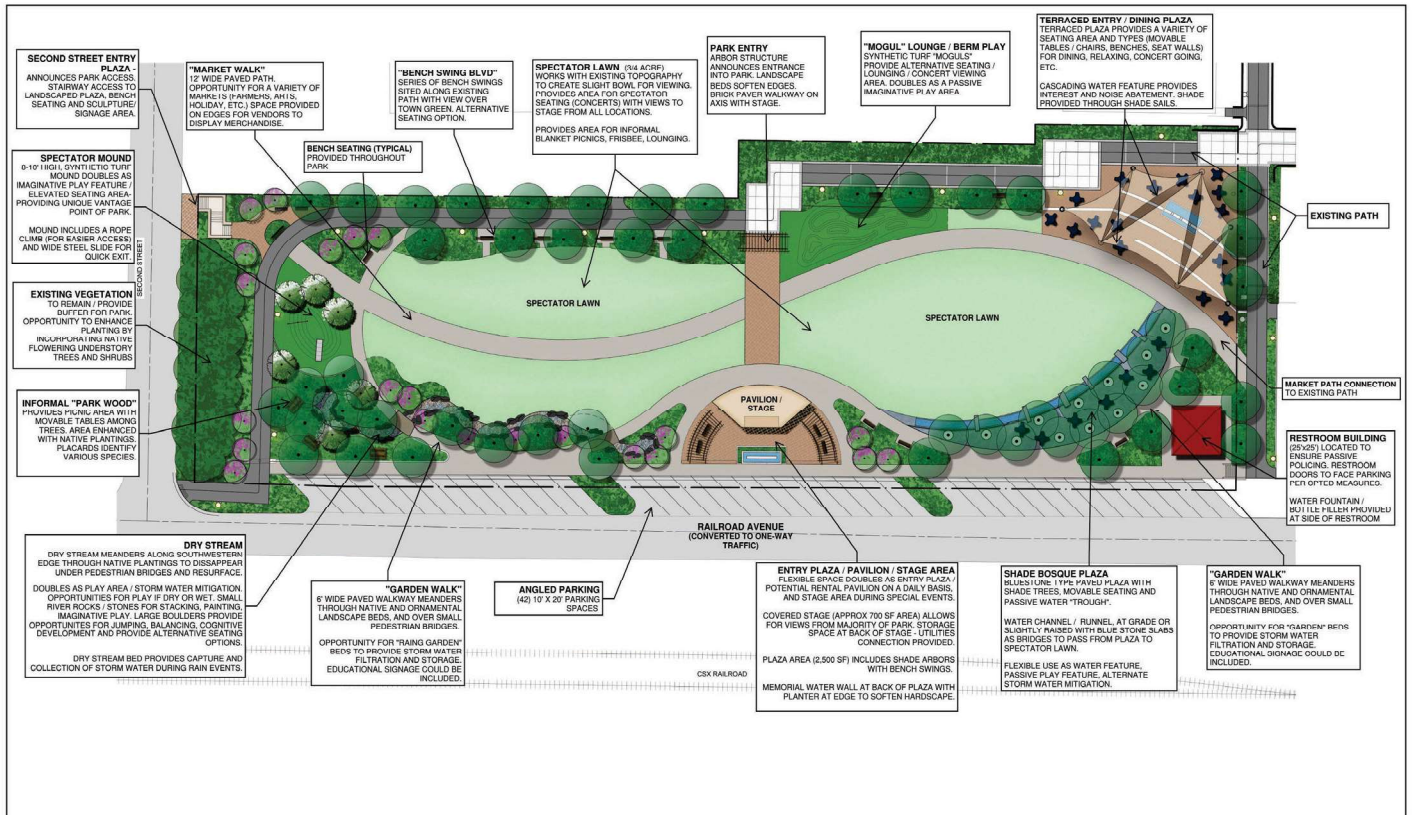 SECOND STREET ENTRY
PLAZA -
ANNOUNCES PARK ACCESS.
STAIRWAY ACCESS TO
LANDSCAPED PLAZA, BENCH
SEATING AND SCULPTURE/
SIGNAGE AREA.
"MARKET WALK"
12' WIDE PAVED PATH.
OPPORTUNITY FOR A VARIETY OF
MARKETS (FARMERS, ARTS,
HOLIDAY, ETC.) SPACE PROVIDED
ON EDGES FOR VENDORS TO
DISPLAY MERCHANDISE.
BENCH SEATING (TYPICAL)
PROVIDED THROUGHOUT
PARK
"BENCH SWING BLVD"
SERIES OF BENCH SWINGS
SITED ALONG EXISTING
PATH WITH VIEW OVER
TOWN GREEN. ALTERNATIVE
SEATING OPTION.
SPECTATOR LAWN (3/4 ACRE)
WORKS WITH EXISTING TOPOGRAPHY
TO CREATE SLIGHT BOWL FOR VIEWING.
PROVIDES AREA FOR SPECTATOR
SEATING (CONCERTS) WITH VIEWS TO
STAGE FROM ALL LOCATIONS.
PROVIDES AREA FOR INFORMAL
BLANKET PICNICS, FRISBEE, LOUNGING.
PARK ENTRY
ARBOR STRUCTURE
ANNOUNCES ENTRANCE
INTO PARK. LANDSCAPE
BEDS SOFTEN EDGES.
BRICK PAVER WALKWAY ON
AXIS WITH STAGE.
"MOGUL" LOUNGE / BERM PLAY
SYNTHETIC TURF "MOGULS"
PROVIDE ALTERNATIVE SEATING /
LOUNGING / CONCERT VIEWING
AREA. DOUBLES AS A PASSIVE
IMAGINATIVE PLAY AREA
TERRACED ENTRY / DINING PLAZA
TERRACED PLAZA PROVIDES A VARIETY OF
SEATING AREA AND TYPES (MOVABLE
TABLES / CHAIRS, BENCHES, SEAT WALLS)
FOR DINING, RELAXING, CONCERT GOING,
ETC.
CASCADING WATER FEATURE PROVIDES
INTEREST AND NOISE ABATEMENT. SHADE
PROVIDED THROUGH SHADE SAILS.
SPECTATOR MOUND
8-10' HIGH, SYNTHETIC TURF
MOUND DOUBLES AS
IMAGINATIVE PLAY FEATURE /
ELEVATED SEATING AREA-
PROVIDING UNIQUE VANTAGE
POINT OF PARK.
MOUND INCLUDES A ROPE
CLIMB (FOR EASIER ACCESS)
AND WIDE STEEL SLIDE FOR
QUICK EXIT.
EXISTING PATH
SECOND STREET
EXISTING VEGETATION
TO REMAIN / PROVIDE
BUFFER FOR PARK.
OPPORTUNITY TO ENHANCE
PLANTING BY
INCORPORATING NATIVE
FLOWERING UNDERSTORY
TREES AND SHRUBS
SPECTATOR LAWN
SPECTATOR LAWN
MARKET PATH CONNECTION
TO EXISTING PATH
INFORMAL "PARK WOOD"
PROVIDES PICNIC AREA WITH
MOVABLE TABLES AMONG
TREES. AREA ENHANCED
WITH NATIVE PLANTINGS.
PLACARDS IDENTIFY
VARIOUS SPECIES.
PAVILION /
STAGE
RESTROOM BUILDING
(25'x25') LOCATED TO
ENSURE PASSIVE
POLICING. RESTROOM
DOORS TO FACE PARKING
PER CPTED MEASURES.
WATER FOUNTAIN /
BOTTLE FILLER PROVIDED
AT SIDE OF RESTROOM
RAILROAD AVENUE
(CONVERTED TO ONE-WAY
TRAFFIC)
DRY STREAM
DRY STREAM MEANDERS ALONG SOUTHWESTERN
EDGE THROUGH NATIVE PLANTINGS TO DISSAPPEAR
UNDER PEDESTRIAN BRIDGES AND RESURFACE.
DOUBLES AS PLAY AREA / STORM WATER MITIGATION.
OPPORTUNITIES FOR PLAY IF DRY OR WET. SMALL
RIVER ROCKS / STONES FOR STACKING, PAINTING,
IMAGINATIVE PLAY. LARGE BOULDERS PROVIDE
OPPORTUNITES FOR JUMPING, BALANCING, COGNITIVE
DEVELOPMENT AND PROVIDE ALTERNATIVE SEATING
OPTIONS.
DRY STREAM BED PROVIDES CAPTURE AND
COLLECTION OF STORM WATER DURING RAIN EVENTS.
"GARDEN WALK"
6' WIDE PAVED WALKWAY MEANDERS
THROUGH NATIVE AND ORNAMENTAL
LANDSCAPE BEDS, AND OVER SMALL
PEDESTRIAN BRIDGES.
OPPORTUNITY FOR "RAING GARDEN"
BEDS TO PROVIDE STORM WATER
FILTRATION AND STORAGE.
EDUCATIONAL SIGNAGE COULD BE
INCLUDED.
ANGLED PARKING
(42) 10' X 20' PARKING
SPACES
ENTRY PLAZA / PAVILION / STAGE AREA
FLEXIBLE SPACE DOUBLES AS ENTRY PLAZA /
POTENTIAL RENTAL PAVILION ON A DAILY BASIS,
AND STAGE AREA DURING SPECIAL EVENTS.
COVERED STAGE (APPROX 700 SF AREA) ALLOWS
FOR VIEWS FROM MAJORITY OF PARK. STORAGE
SPACE AT BACK OF STAGE - UTILITIES
CONNECTION PROVIDED.
PLAZA AREA (2,500 SF) INCLUDES SHADE ARBORS
WITH BENCH SWINGS.
MEMORIAL WATER WALL AT BACK OF PLAZA WITH
PLANTER AT EDGE TO SOFTEN HARDSCAPE.
SHADE BOSQUE PLAZA
BLUESTONE TYPE PAVED PLAZA WITH
SHADE TREES, MOVABLE SEATING AND
PASSIVE WATER "TROUGH".
WATER CHANNEL / RUNNEL, AT GRADE OR
SLIGHTLY RAISED WITH BLUE STONE SLABS
AS BRIDGES TO PASS FROM PLAZA TO
SPECTATOR LAWN.
FLEXIBLE USE AS WATER FEATURE,
PASSIVE PLAY FEATURE, ALTERNATE
STORM WATER MITIGATION.
"GARDEN WALK"
6' WIDE PAVED WALKWAY MEANDERS
THROUGH NATIVE AND ORNAMENTAL
LANDSCAPE BEDS, AND OVER SMALL
PEDESTRIAN BRIDGES.
OPPORTUNITY FOR "GARDEN" BEDS
TO PROVIDE STORM WATER
FILTRATION AND STORAGE.
EDUCATIONAL SIGNAGE COULD BE
INCLUDED.
CSX RAILROAD